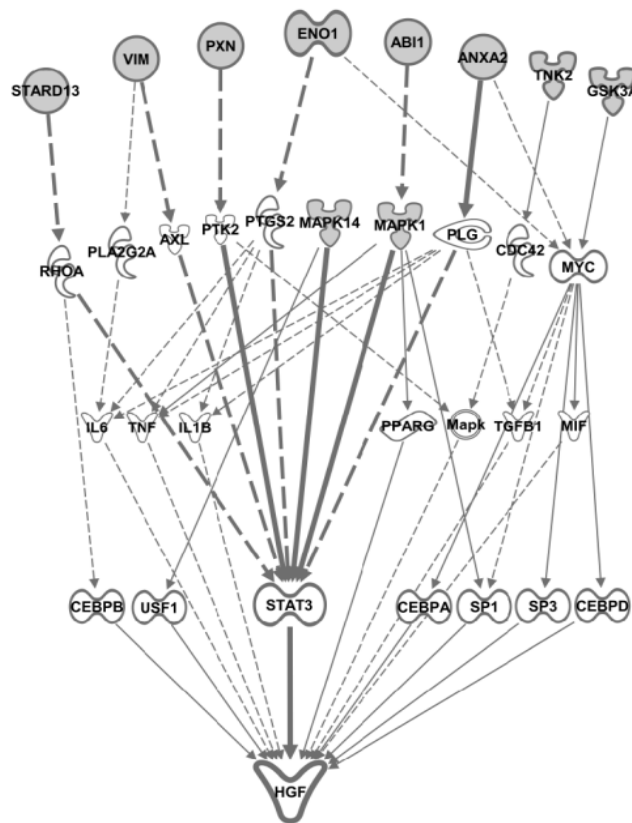 STARD13
VIM
PXN
ENO1
ABI1
ANXA2
TNK2
GSK3A
RHOA
PLA2G2A
AXL
PTK2
PTGS2
MAPK14
MAPK1
PLG
CDC42
MYC
IL6
TNF
IL1B
PPARG
Mapk
TGFB1
MIF
CEBPB
USF1
STAT3
CEBPA
SP1
SP3
CEBPD
HGF